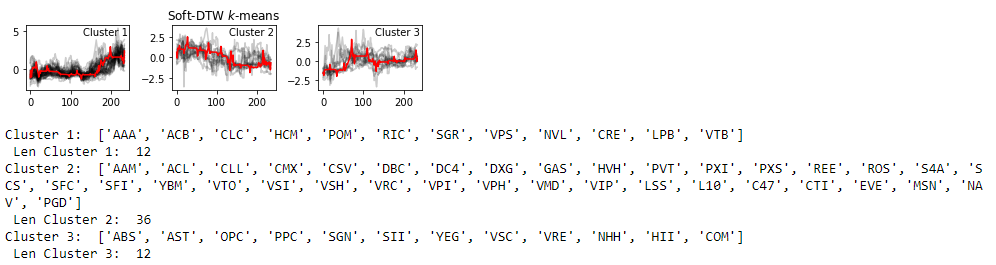 Soft-DTW k-means
Cluster 1
Cluster 2
Cluster 3
5
0
0 100 200
2.5
0.0
−2.5
0 100 200
2.5
0.0
−2.5
0 100 200
Cluster 1:  ['AAA', 'ACB', 'CLC', 'HCM', 'POM', 'RIC', 'SGR', 'VPS', 'NVL', 'CRE', 'LPB', 'VTB']
Len Cluster 1:  12
Cluster 2:  ['AAM', 'ACL', 'CLL', 'CMX', 'CSV', 'DBC', 'DC4', 'DXG', 'GAS', 'HVH', 'PVT', 'PXI', 'PXS', 'REE', 'ROS', 'S4A', 'S
CS', 'SFC', 'SFI', 'YBM', 'VTO', 'VSI', 'VSH', 'VRC', 'VPI', 'VPH', 'VMD', 'VIP', 'LSS', 'L10', 'C47', 'CTI', 'EVE', 'MSN', 'NA
V', 'PGD']
Len Cluster 2:  36
Cluster 3:  ['ABS', 'AST', 'OPC', 'PPC', 'SGN', 'SII', 'YEG', 'VSC', 'VRE', 'NHH', 'HII', 'COM']
Len Cluster 3:  12